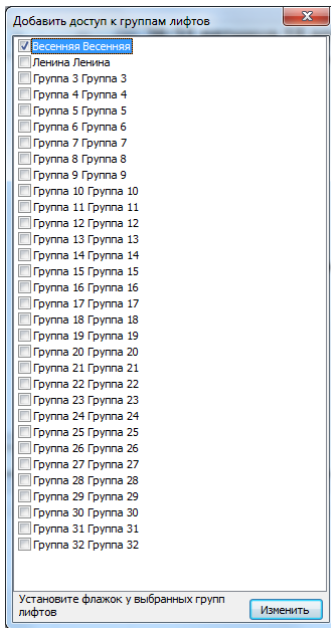 Добавить доступ к группам лифтов
Весенняя Весенняя
Ленина Ленина
Группа 3 Группа 3
Группа 4 Группа 4
Группа 5 Группа 5
Группа 6 Группа 6
Группа 7 Группа 7
Группа 8 Группа 8
Группа 9 Группа 9
Группа 10 Группа 10
Группа 11 Группа 11
Группа 12 Группа 12
Группа 13 Группа 13
Группа 14 Группа 14
Группа 15 Группа 15
Группа 16 Группа 16
Группа 17 Группа 17
Группа 18 Группа 18
Группа 19 Группа 19
Группа 20 Группа 20
Группа 21 Группа 21
Группа 22 Группа 22
Группа 23 Группа 23
Группа 24 Группа 24
Группа 25 Группа 25
Группа 26 Группа 26
Группа 27 Группа 27
Группа 28 Группа 28
Группа 29 Группа 29
Группа 30 Группа 30
Группа 31 Группа 31
Группа 32 Группа 32
Установите флажок у выбранных групп
лифтов
Изменить